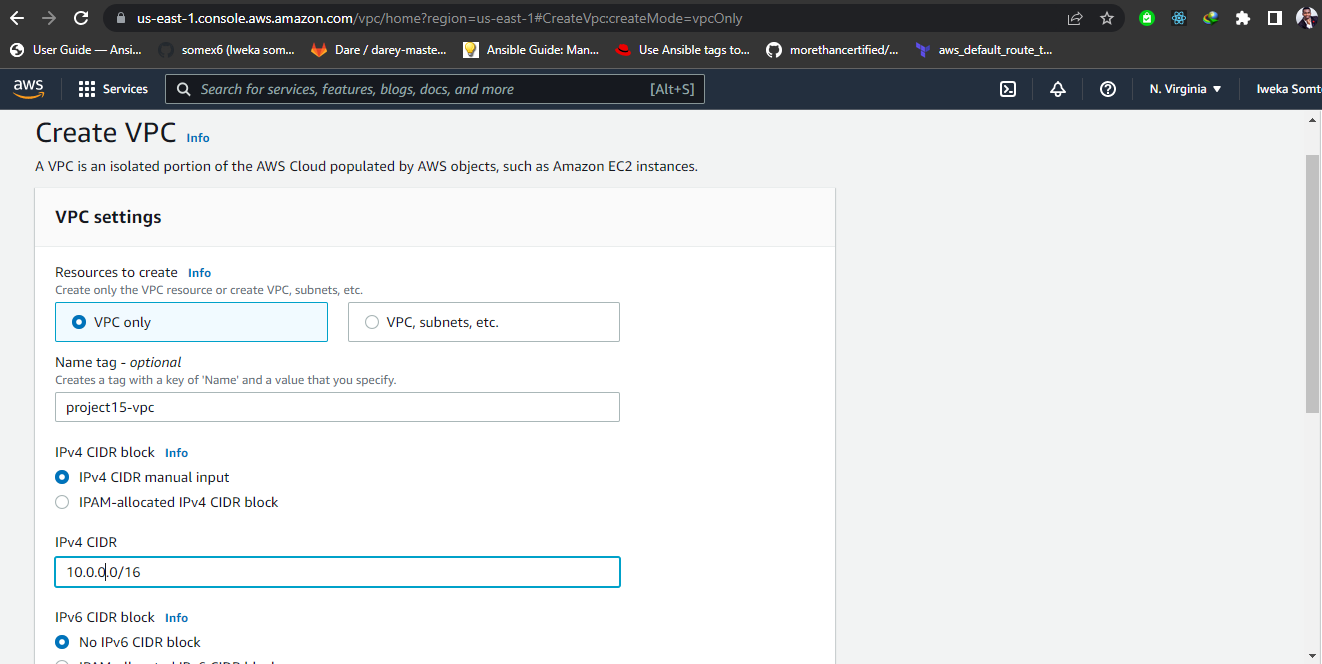 us-east-1.console.aws.amazon.com/vpc/home?region=us-east-1#CreateVpc:createMode=vpcOnly
User Guide — Ansi... somex6 (Iweka som... Dare / darey-maste... Ansible Guide: Man... Use Ansible tags to... morethancertified/... aws_default_route_t...
aws Services Search for services, features, blogs, docs, and more [Alt+S] N. Virginia ▼ Iweka Somt
Create VPC Info
A VPC is an isolated portion of the AWS Cloud populated by AWS objects, such as Amazon EC2 instances.
VPC settings
Resources to create Info
Create only the VPC resource or create VPC, subnets, etc.
VPC only VPC, subnets, etc.
Name tag - optional
Creates a tag with a key of 'Name' and a value that you specify.
project15-vpc
IPv4 CIDR block Info
IPv4 CIDR manual input
IPAM-allocated IPv4 CIDR block
IPv4 CIDR
10.0.0.0/16
IPv6 CIDR block Info
No IPv6 CIDR block